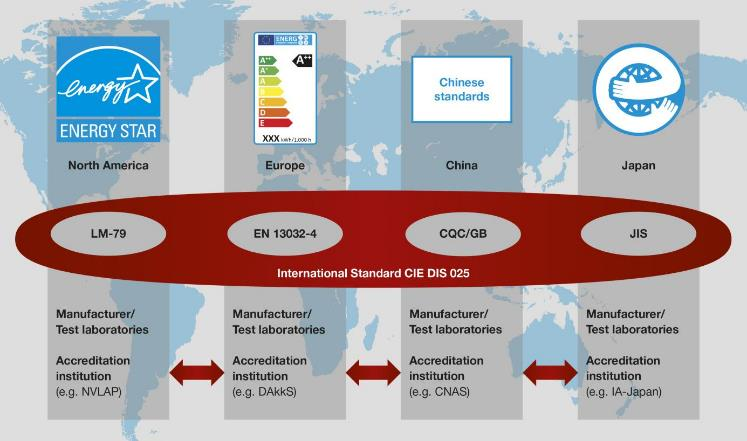 energy
ENERGY STAR
North America
ENERG
A++
A+
A
B
C
D
E
A++
XXX kWh/1,000 h
Europe
Chinese
standards
China
Japan
LM-79
EN 13032-4
CQC/GB
JIS
International Standard CIE DIS 025
Manufacturer/
Test laboratories
Accreditation
institution
(e.g. NVLAP)
Manufacturer/
Test laboratories
Accreditation
institution
(e.g. DAkkS)
Manufacturer/
Test laboratories
Accreditation
institution
(e.g. CNAS)
Manufacturer/
Test laboratories
Accreditation
institution
(e.g. IA-Japan)